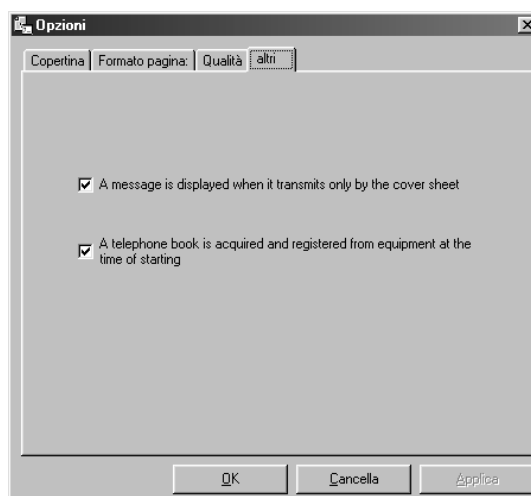 Opzioni
Copertina Formato pagina: Qualità altri
A message is displayed when it transmits only by the cover sheet
A telephone book is acquired and registered from equipment at the
time of starting
OK Cancella Applica